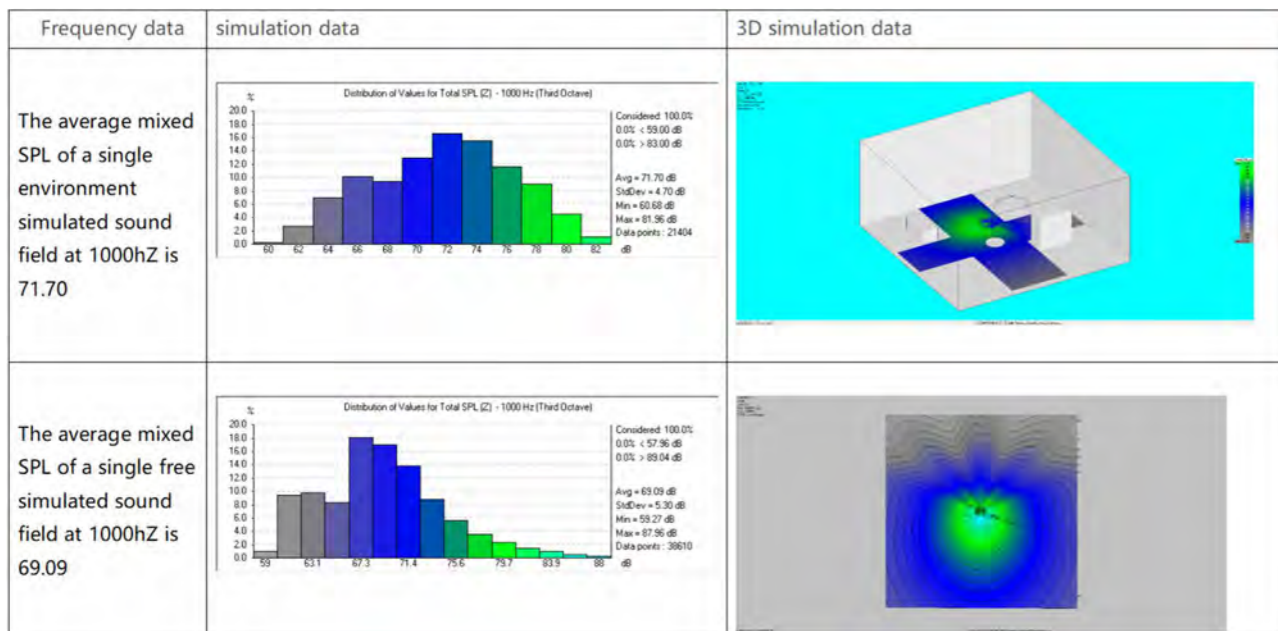 Frequency data
simulation data
3D simulation data
The average mixed
SPL of a single
environment
simulated sound
field at 1000hZ is
71.70
Distribution of Values for Total SPL (Z) - 1000 Hz (Third Octave)
%
20.0
18.0
16.0
14.0
12.0
10.0
8.0
6.0
4.0
2.0
0.0
60 62 64 66 68 70 72 74 76 78 80 82 dB
Considered: 100.0%
0.0% < 59.00 dB
0.0% > 83.00 dB
Avg = 71.70 dB
StdDev = 4.70 dB
Min = 60.68 dB
Max = 81.96 dB
Data points : 21404
The average mixed
SPL of a single free
simulated sound
field at 1000hZ is
69.09
Distribution of Values for Total SPL (Z) - 1000 Hz (Third Octave)
%
20.0
18.0
16.0
14.0
12.0
10.0
8.0
6.0
4.0
2.0
0.0
59 63.1 67.3 71.4 75.6 79.7 83.9 88 dB
Considered: 100.0%
0.0% < 57.96 dB
0.0% > 89.04 dB
Avg = 69.09 dB
StdDev = 5.30 dB
Min = 59.27 dB
Max = 87.96 dB
Data points : 38610